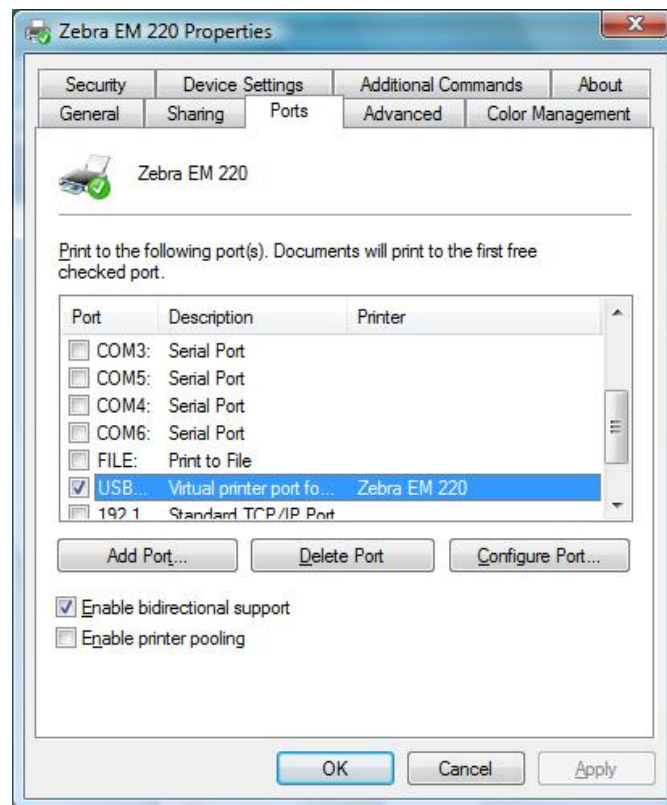 Zebra EM 220 Properties
Security Device Settings Additional Commands About
General Sharing Ports Advanced Color Management
Zebra EM 220
Print to the following port(s). Documents will print to the first free
checked port.
Port Description Printer
COM3: Serial Port
COM5: Serial Port
COM4: Serial Port
COM6: Serial Port
FILE: Print to File
USB... Virtual printer port fo... Zebra EM 220
192.1... Standard TCP/IP Port
Add Port... Delete Port Configure Port...
Enable bidirectional support
Enable printer pooling
OK Cancel Apply